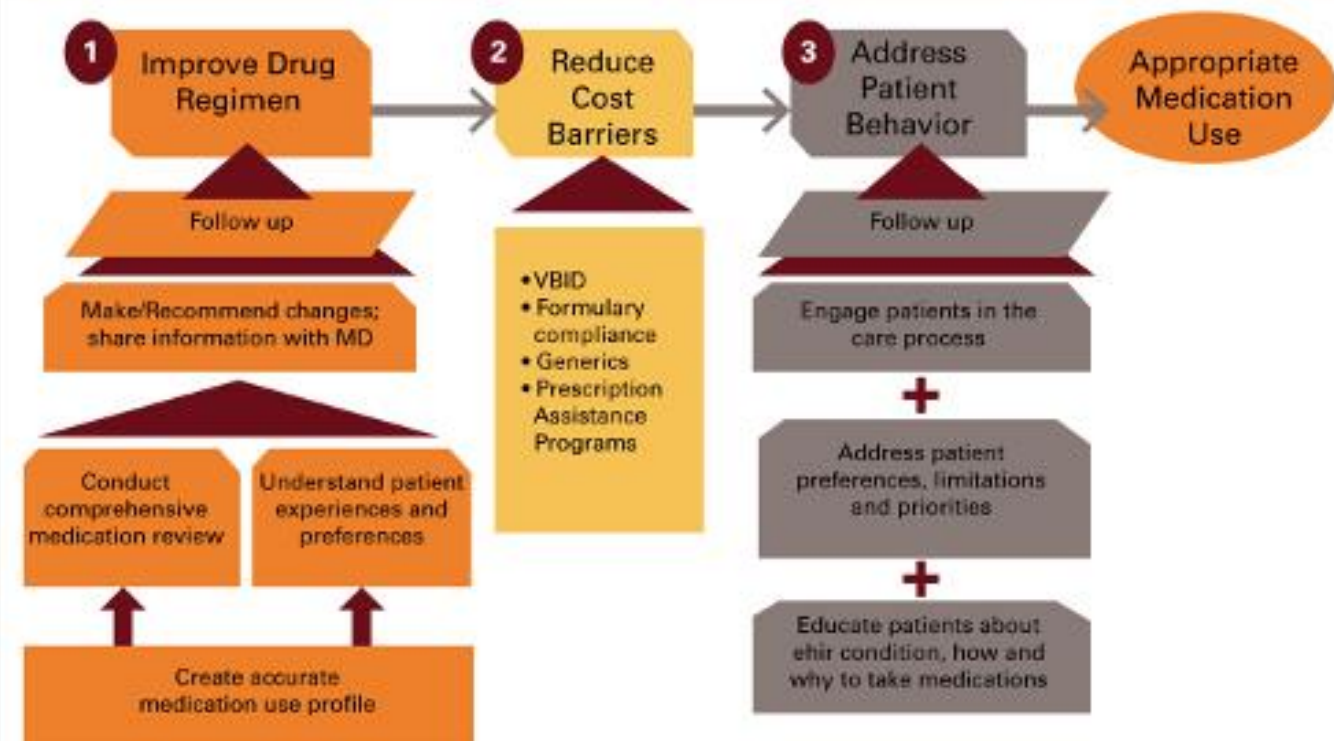 1
Improve Drug
Regimen
2
Reduce
Cost
Barriers
3
Address
Patient
Behavior
Appropriate
Medication
Use
Follow up
Make/Recommend changes;
share information with MD
Conduct
comprehensive
medication review
Understand patient
experiences and
preferences
Create accurate
medication use profile
• VBID
• Formulary
compliance
• Generics
• Prescription
Assistance
Programs
Follow up
Engage patients in the
care process
+
Address patient
preferences, limitations
and priorities
+
Educate patients about
ehir condition, how and
why to take medications